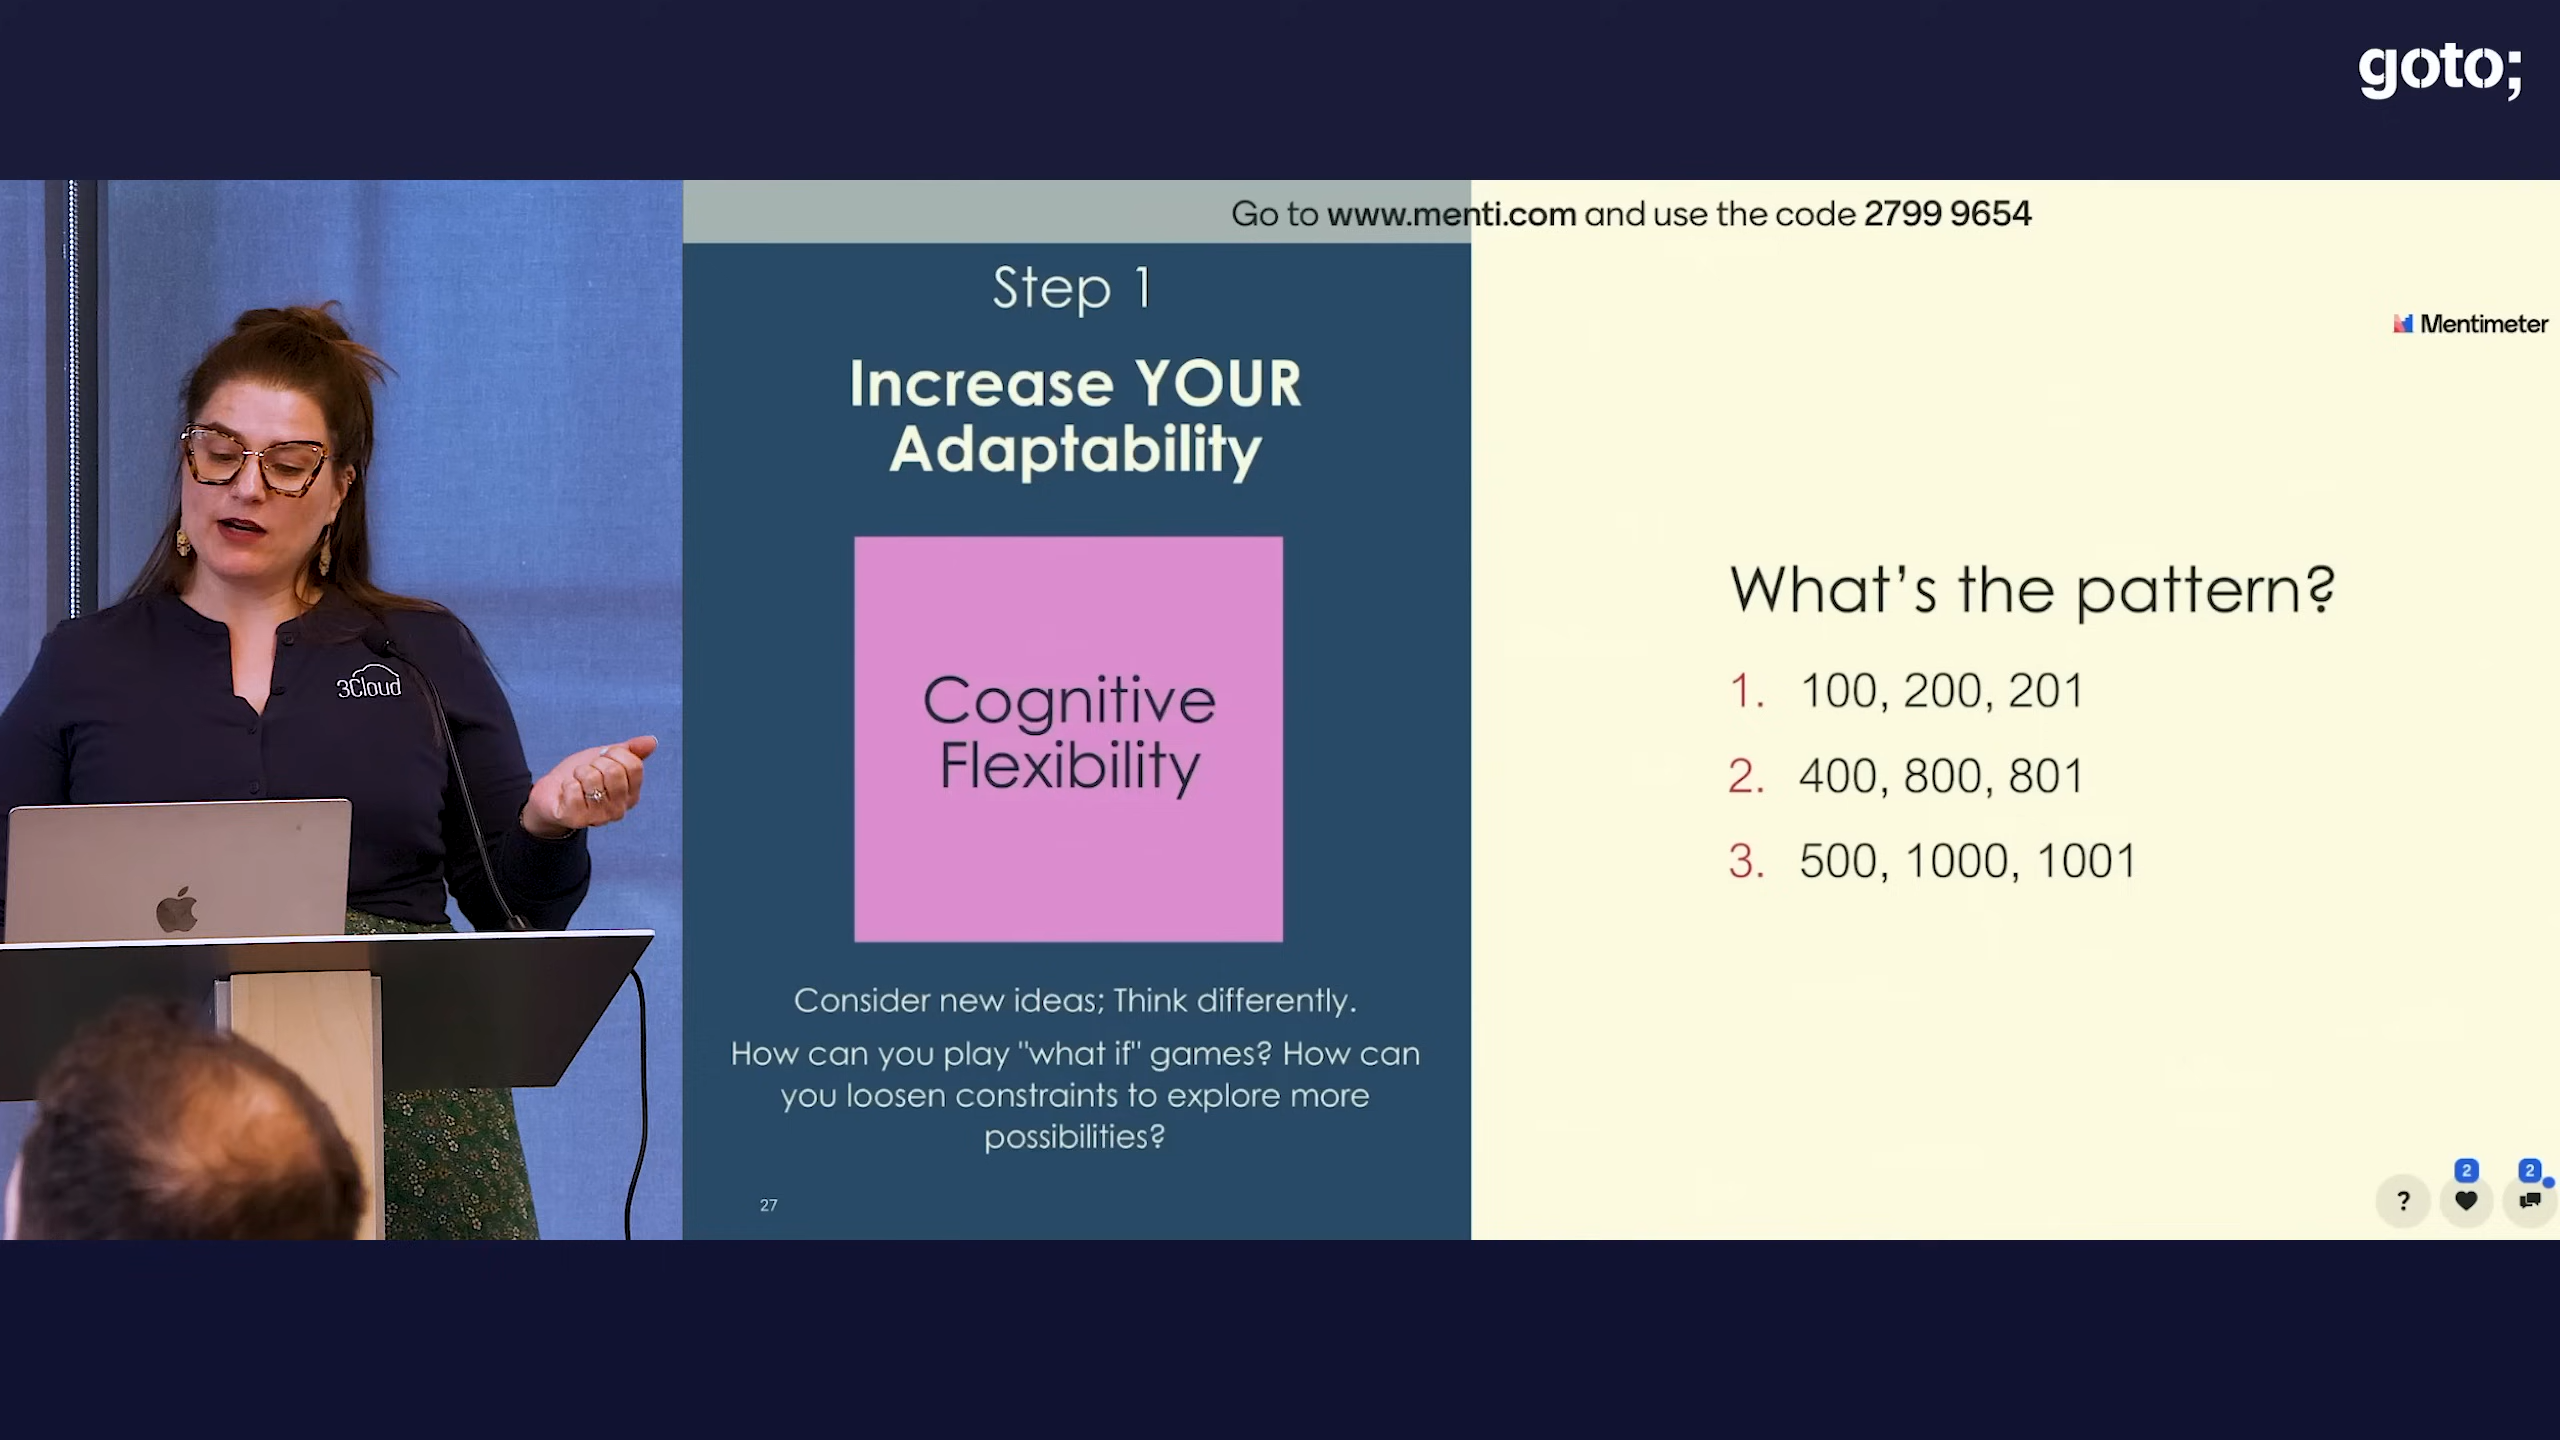 goto;
Go to www.menti.com and use the code 2799 9654
Mentimeter
Step 1
Increase YOUR
Adaptability
Cognitive
Flexibility
Consider new ideas; Think differently.
How can you play "what if" games? How can
you loosen constraints to explore more
possibilities?
27
What's the pattern?
1. 100, 200, 201
2. 400, 800, 801
3. 500, 1000, 1001
3Cloud
?
2
2